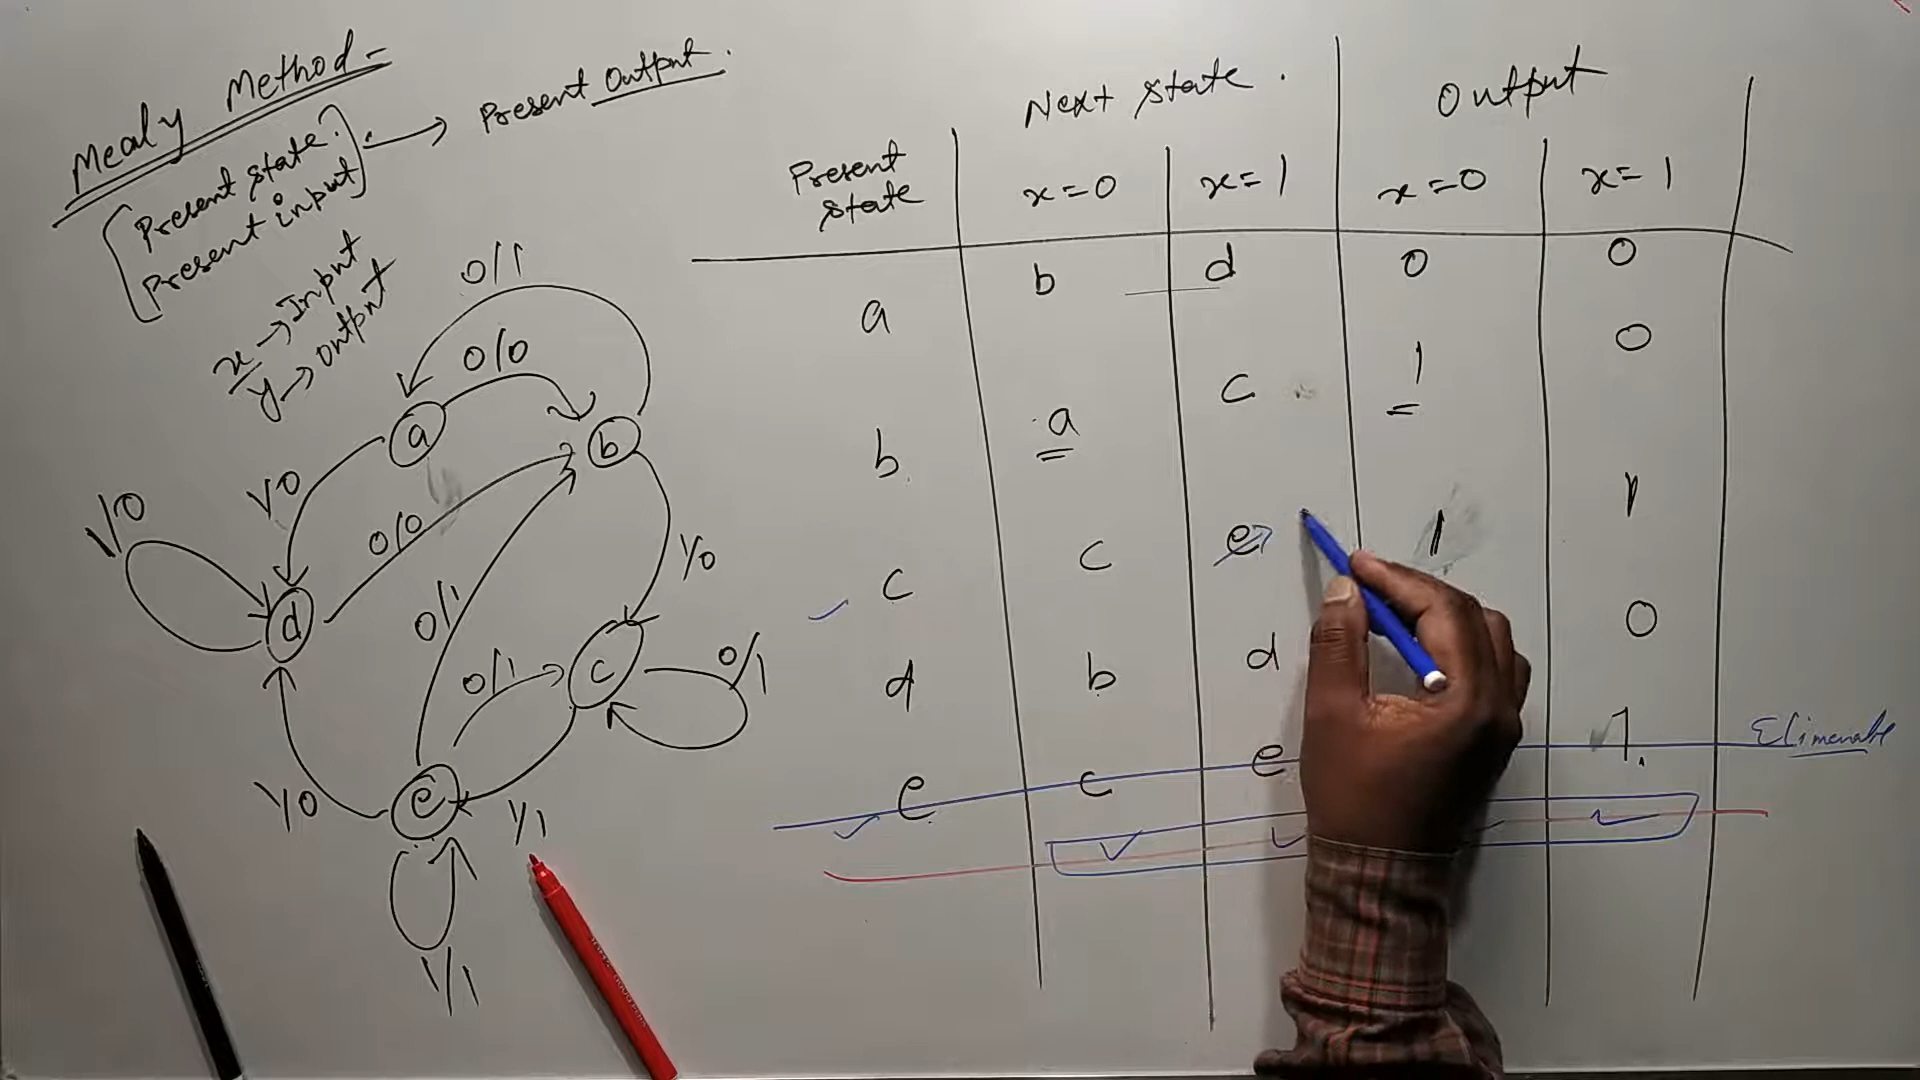 Mealy Method -
Present state.
Present input
Present Output.
x → Input
y → output
0/1
0/0
a
b
1/0
1/0
0/0
1/0
d
0/1
0/1
c
0/1
1/0
e
1/1
1/1
Next state.
Output
Present state
x=0
x=1
x=0
x=1
a b d 0 0
b a c 1 0
c c e 1 1
d b d 0
e c e 1.
Elimenate